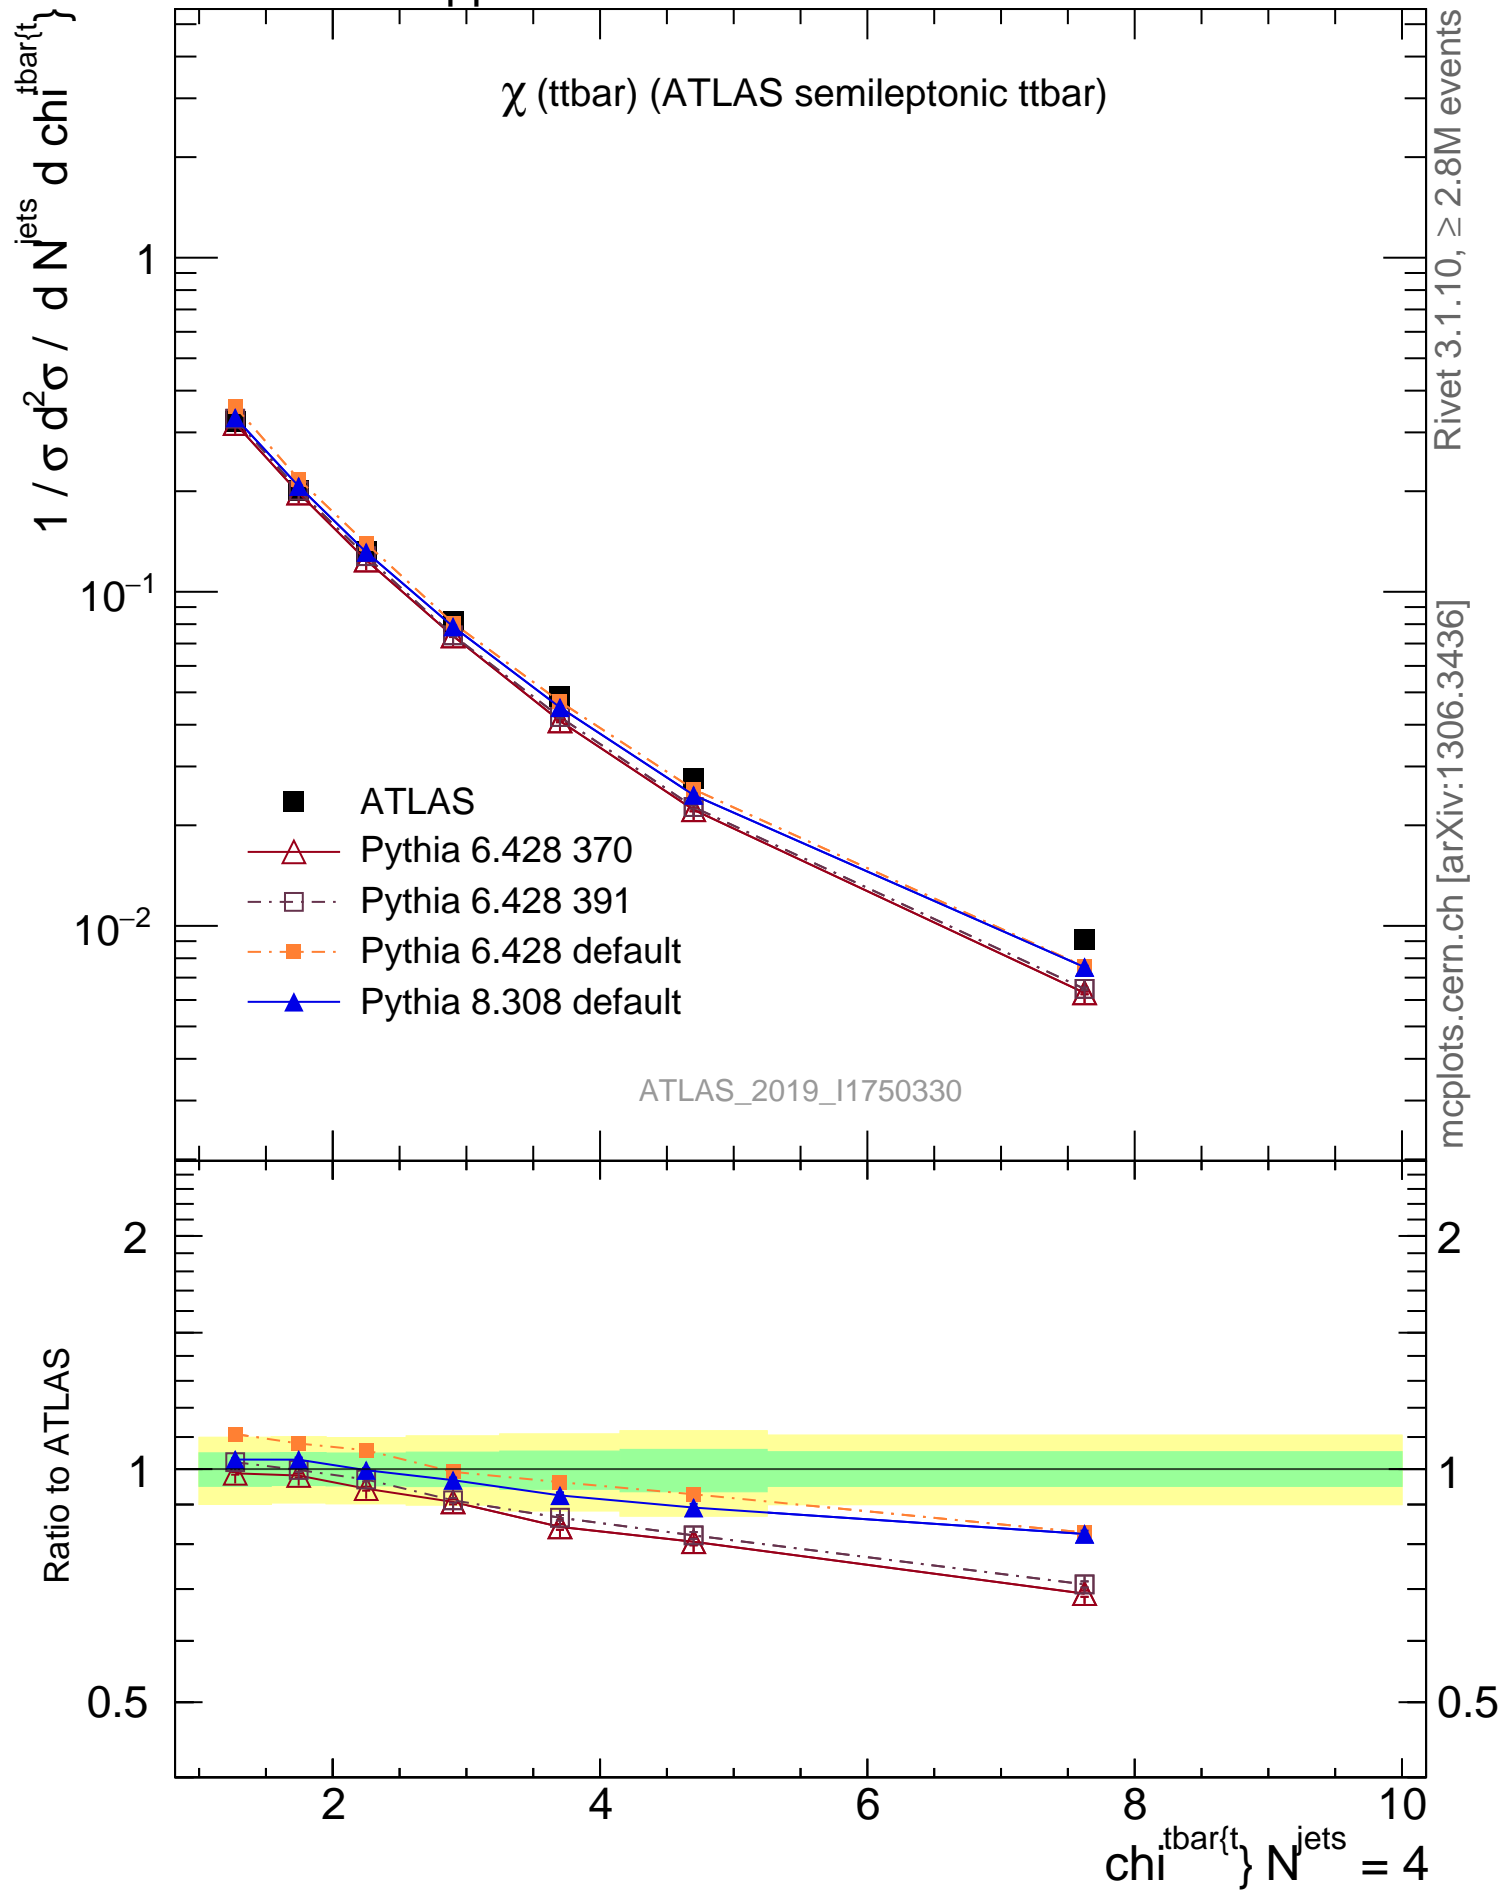 1 / σ d²σ / d N^jets d chi^tbar{t}
χ (ttbar) (ATLAS semileptonic ttbar)
1
10⁻¹
10⁻²
ATLAS
Pythia 6.428 370
Pythia 6.428 391
Pythia 6.428 default
Pythia 8.308 default
ATLAS_2019_I1750330
Rivet 3.1.10, ≥ 2.8M events
mcplots.cern.ch [arXiv:1306.3436]
Ratio to ATLAS
2 2
1 1
0.5 0.5
2 4 6 8 10
chi^tbar{t} N^jets = 4